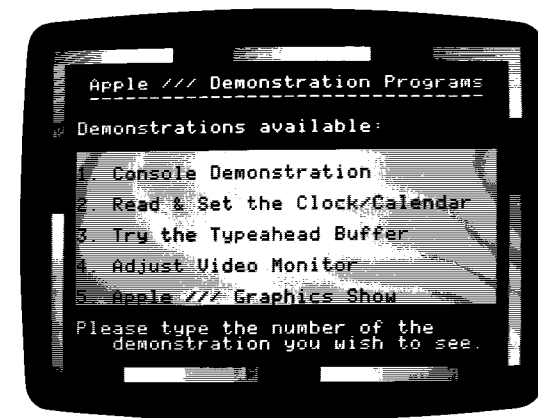 Apple /// Demonstration Programs
Demonstrations available:
1. Console Demonstration
2. Read & Set the Clock/Calendar
3. Try the Typeahead Buffer
4. Adjust Video Monitor
5. Apple /// Graphics Show
Please type the number of the
demonstration you wish to see.